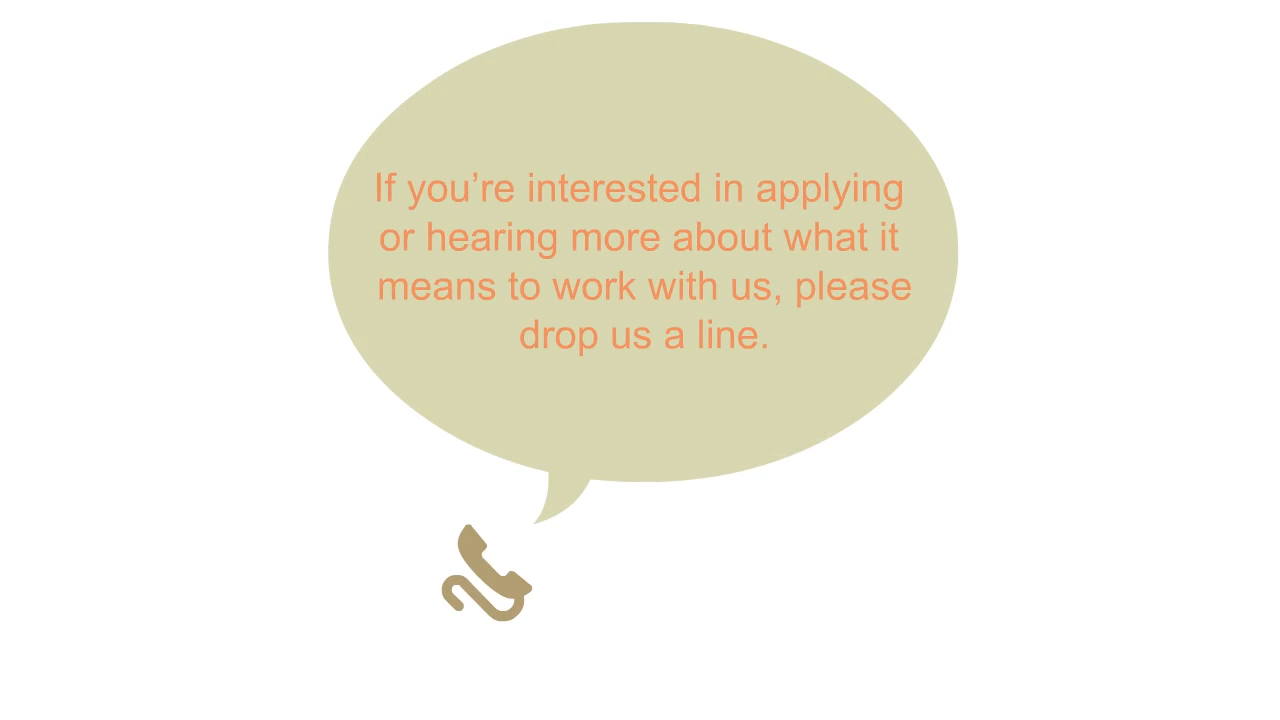 If you’re interested in applying
or hearing more about what it
means to work with us, please
drop us a line.